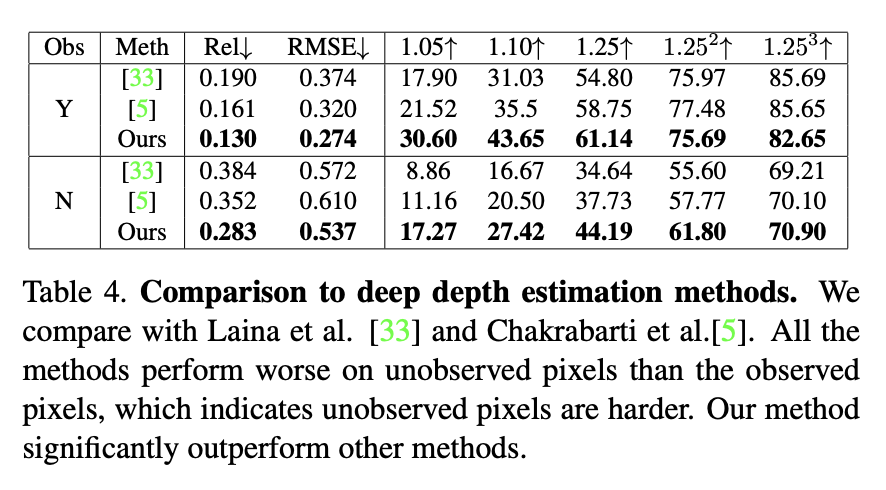 Obs Meth Rel↓ RMSE↓ 1.05↑ 1.10↑ 1.25↑ 1.25²↑ 1.25³↑
[33] 0.190 0.374 17.90 31.03 54.80 75.97 85.69
Y [5] 0.161 0.320 21.52 35.5 58.75 77.48 85.65
Ours 0.130 0.274 30.60 43.65 61.14 75.69 82.65
[33] 0.384 0.572 8.86 16.67 34.64 55.60 69.21
N [5] 0.352 0.610 11.16 20.50 37.73 57.77 70.10
Ours 0.283 0.537 17.27 27.42 44.19 61.80 70.90
Table 4. Comparison to deep depth estimation methods. We
compare with Laina et al. [33] and Chakrabarti et al.[5]. All the
methods perform worse on unobserved pixels than the observed
pixels, which indicates unobserved pixels are harder. Our method
significantly outperform other methods.